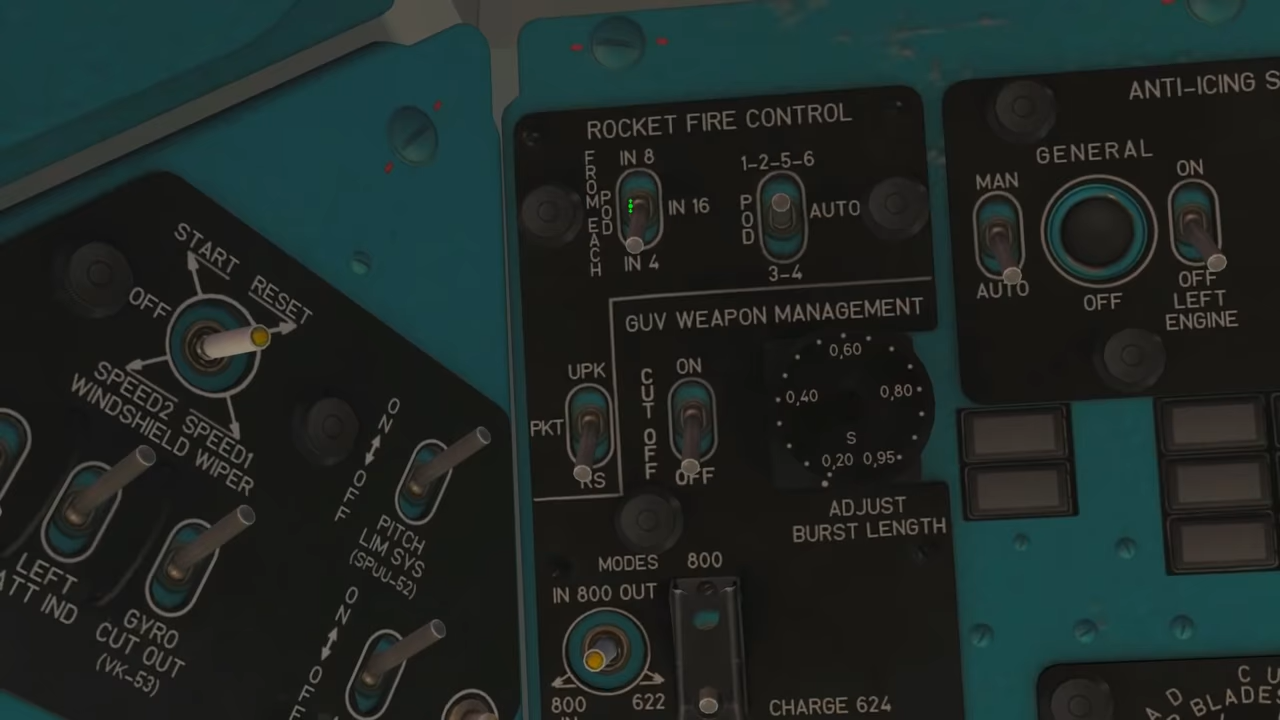 START
RESET
OFF
SPEED2 SPEED1
WINDSHIELD WIPER
LEFT
ATT IND
GYRO
CUT OUT
(VK-53)
ON
OFF
PITCH
LIM SYS
(SPUU-52)
ON
OFF
ROCKET FIRE CONTROL
FROM EACH
POD
IN 8
IN 16
IN 4
1-2-5-6
POD
AUTO
3-4
GUV WEAPON MANAGEMENT
UPK
PKT
RS
CUT OFF
ON
OFF
0,60
0,40
0,80
S
0,20 0,95
ADJUST
BURST LENGTH
MODES
800
IN 800 OUT
800
IN
622
CHARGE 624
ANTI-ICING S
GENERAL
MAN
AUTO
OFF
ON
OFF
LEFT
ENGINE
BLADES